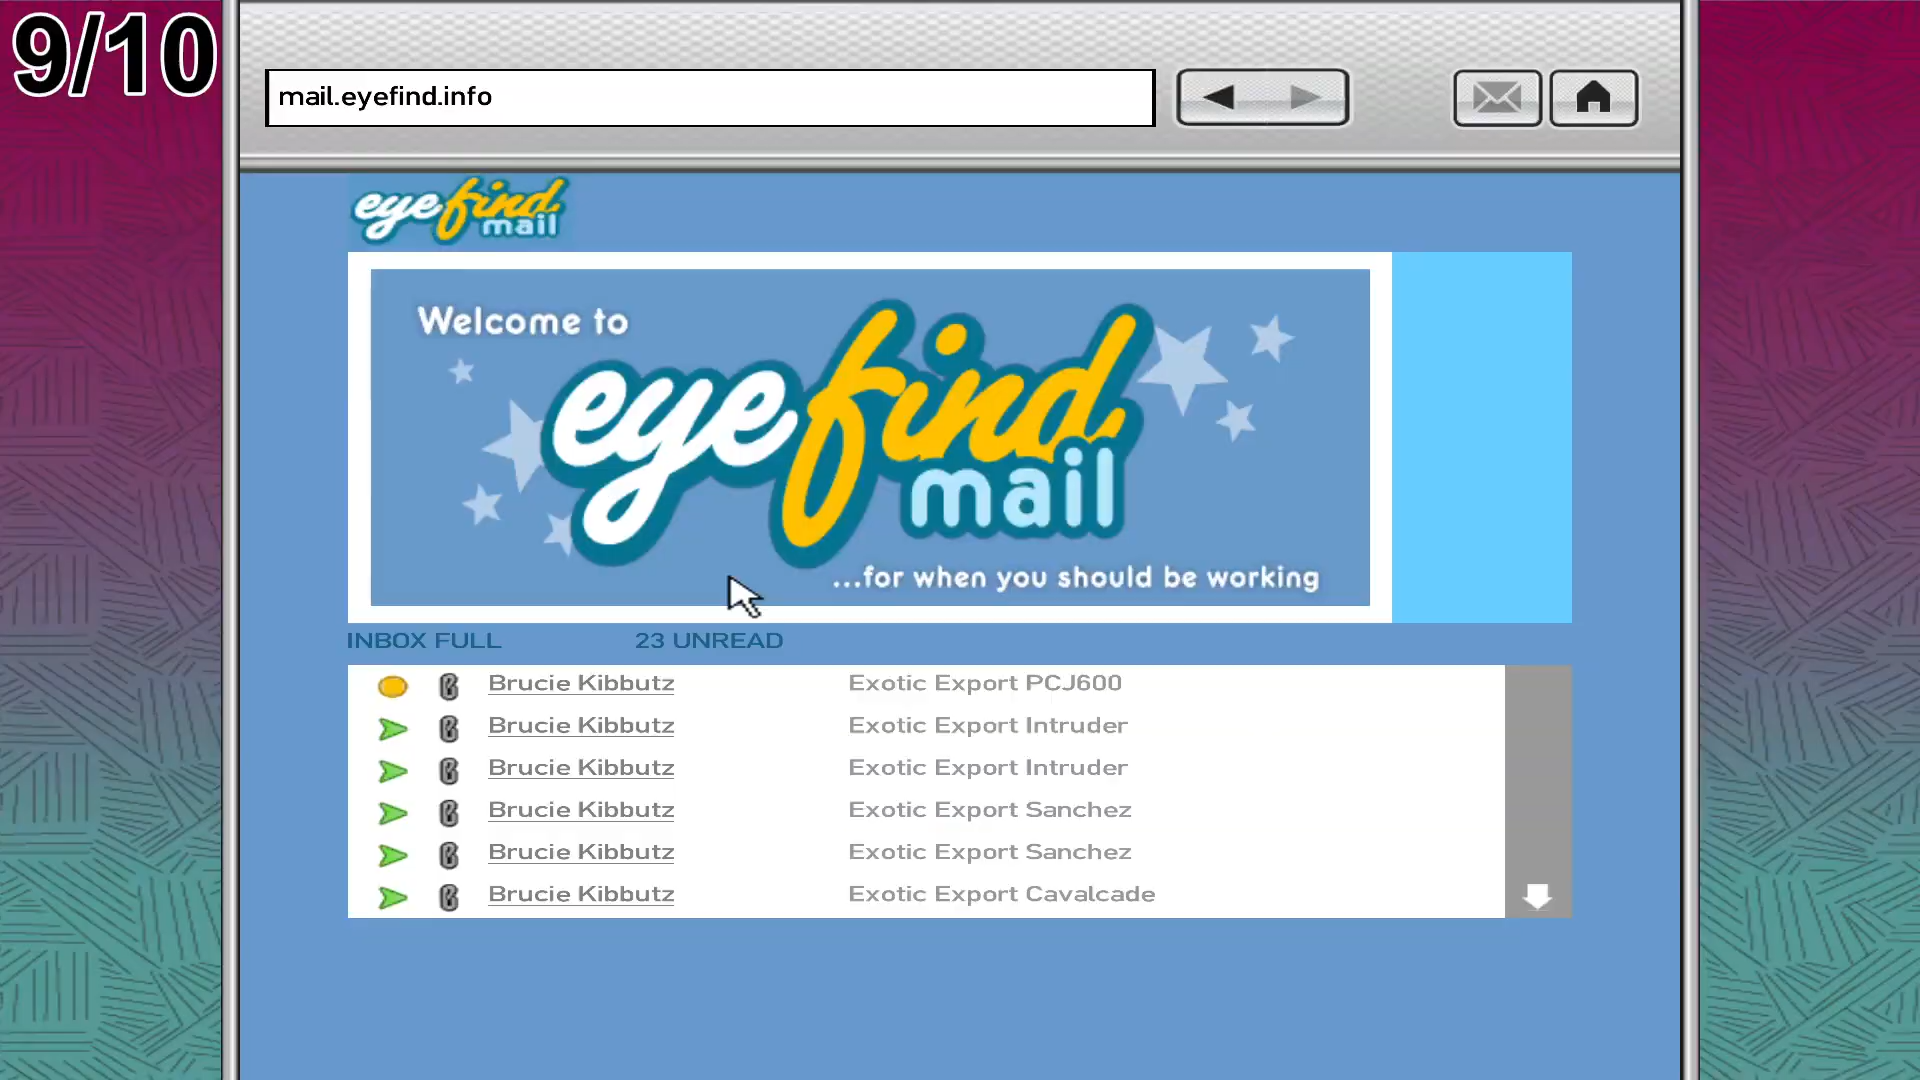 9/10
mail.eyefind.info
eyefind mail
Welcome to
eyefind
mail
...for when you should be working
INBOX FULL 23 UNREAD
Brucie Kibbutz Exotic Export PCJ600
Brucie Kibbutz Exotic Export Intruder
Brucie Kibbutz Exotic Export Intruder
Brucie Kibbutz Exotic Export Sanchez
Brucie Kibbutz Exotic Export Sanchez
Brucie Kibbutz Exotic Export Cavalcade